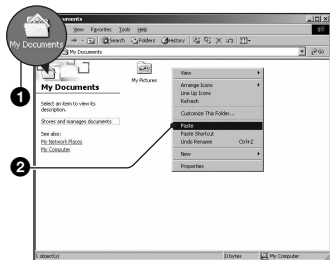 My Documents
View Favorites Tools Help
Search Folders History
My Documents
Go
My Documents
Select an item to view its
description.
Stores and manages documents
See also:
My Network Places
My Computer
My Pictures
View
Arrange Icons
Line Up Icons
Refresh
Customize This Folder...
Paste
Paste Shortcut
Undo Rename Ctrl+Z
New
Properties
1
2
1 object(s)
0 bytes
My Computer